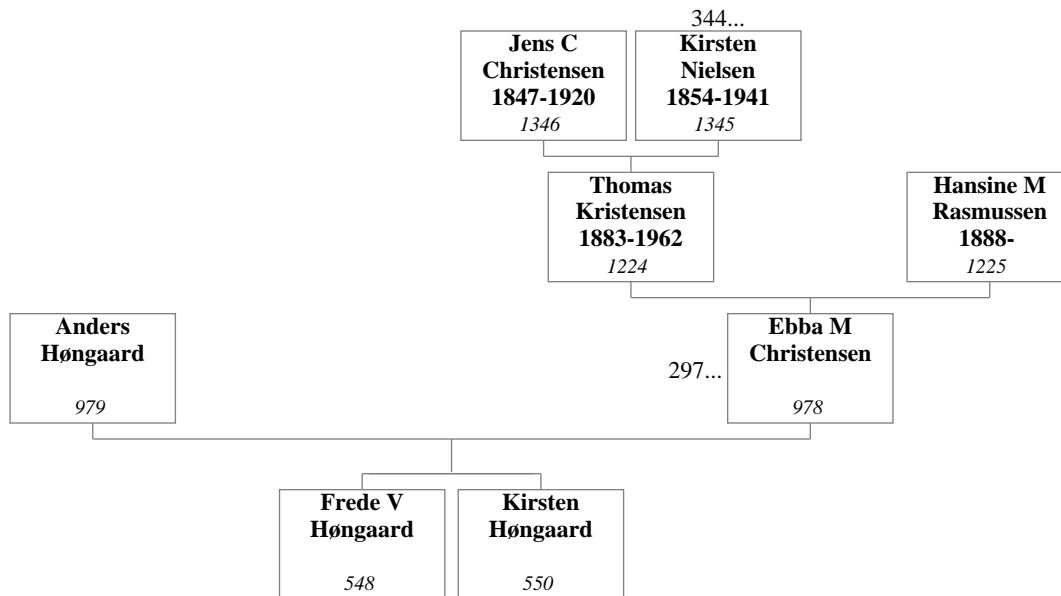 344...
Jens C
Christensen
1847-1920
1346
Kirsten
Nielsen
1854-1941
1345
Thomas
Kristensen
1883-1962
1224
Hansine M
Rasmussen
1888-
1225
Anders
Høngaard
979
297...
Ebba M
Christensen
978
Frede V
Høngaard
548
Kirsten
Høngaard
550